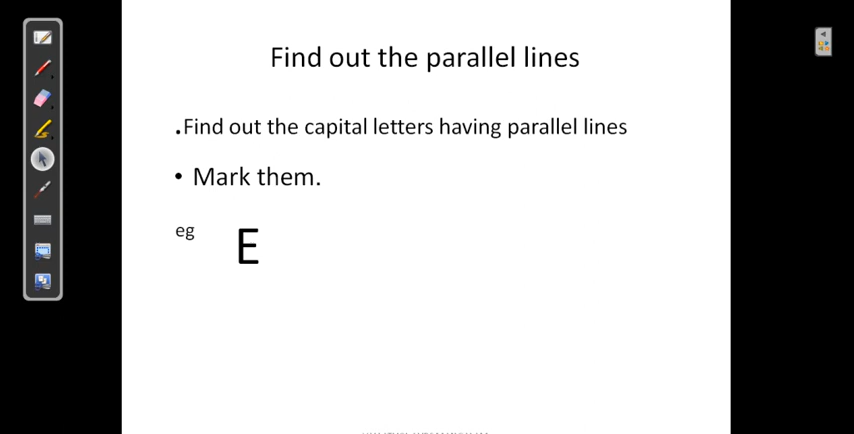 Find out the parallel lines
.Find out the capital letters having parallel lines
• Mark them.
eg E